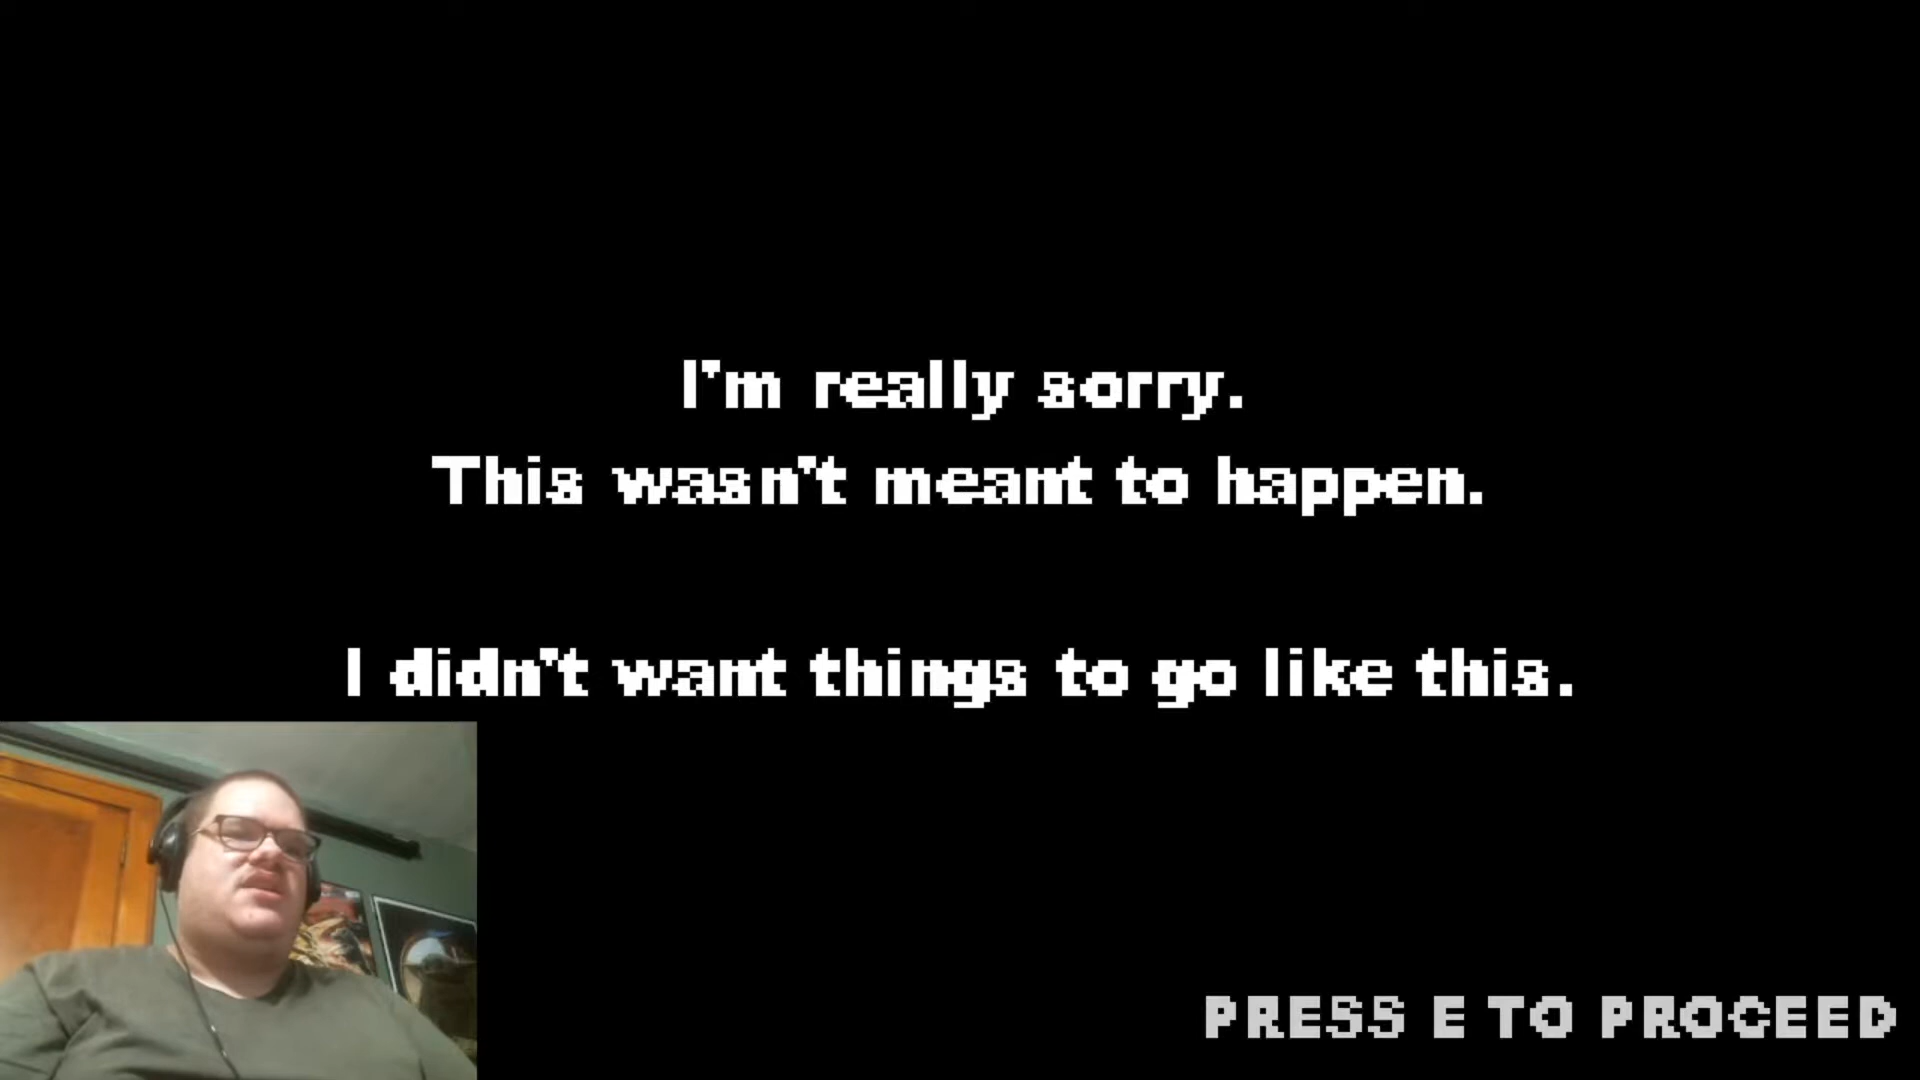 I'm really sorry.
This wasn't meant to happen.
I didn't want things to go like this.
PRESS E TO PROCEED